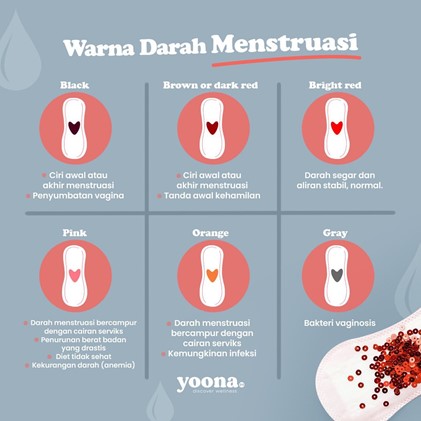 Warna Darah Menstruasi
Black
Ciri awal atau
akhir menstruasi
Penyumbatan vagina
Brown or dark red
Ciri awal atau
akhir menstruasi
Tanda awal kehamilan
Bright red
Darah segar dan
aliran stabil, normal.
Pink
Darah menstruasi bercampur
dengan cairan serviks
Penurunan berat badan
yang drastis
Diet tidak sehat
Kekurangan darah (anemia)
Orange
Darah menstruasi
bercampur dengan
cairan serviks
Kemungkinan infeksi
Gray
Bakteri vaginosis
yoona